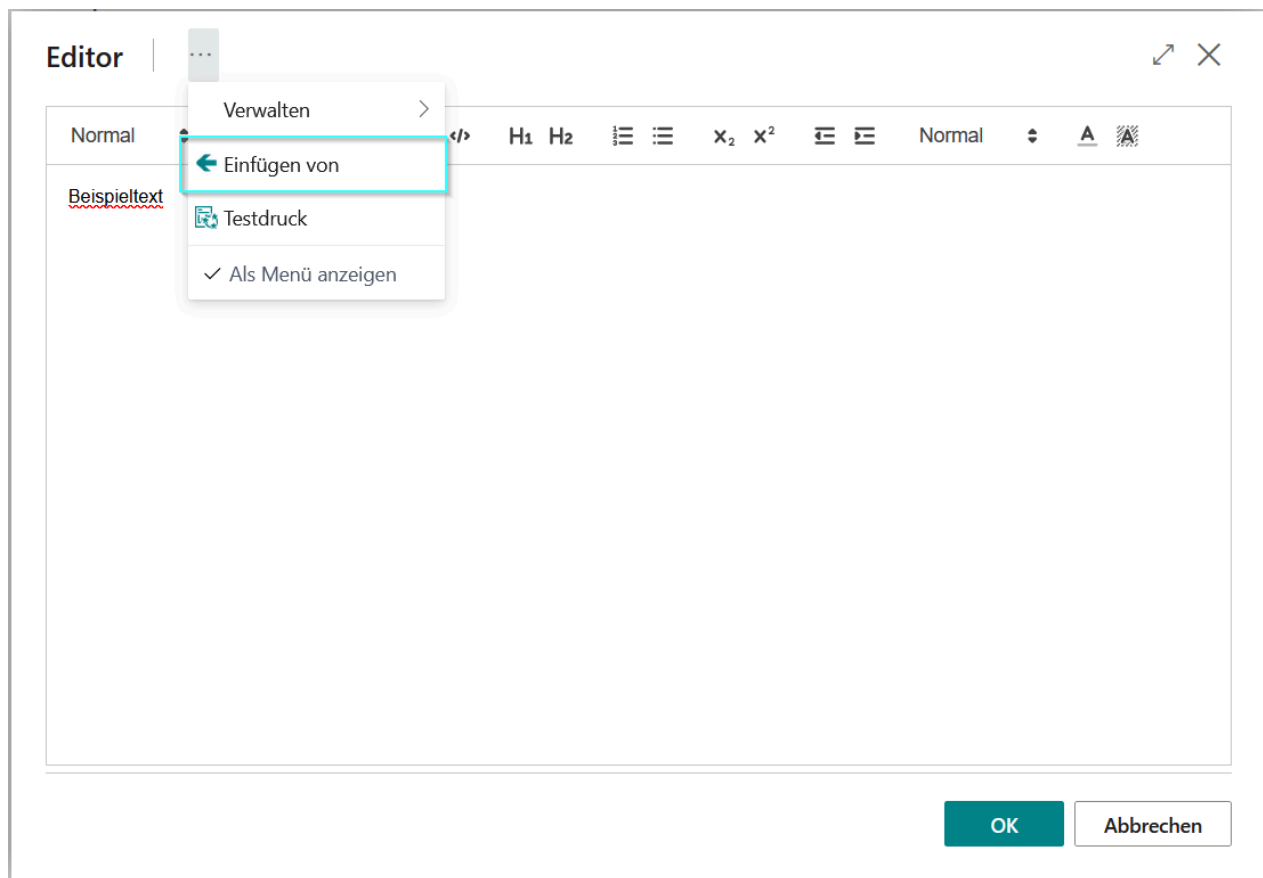 Editor ...
Verwalten
Normal </> H1 H2 X2 X² Normal A A
Einfügen von
Beispieltext
Testdruck
Als Menü anzeigen
OK Abbrechen